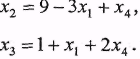 x₂ = 9 − 3x₁ + x₄,
x₃ = 1 + x₁ + 2x₄.